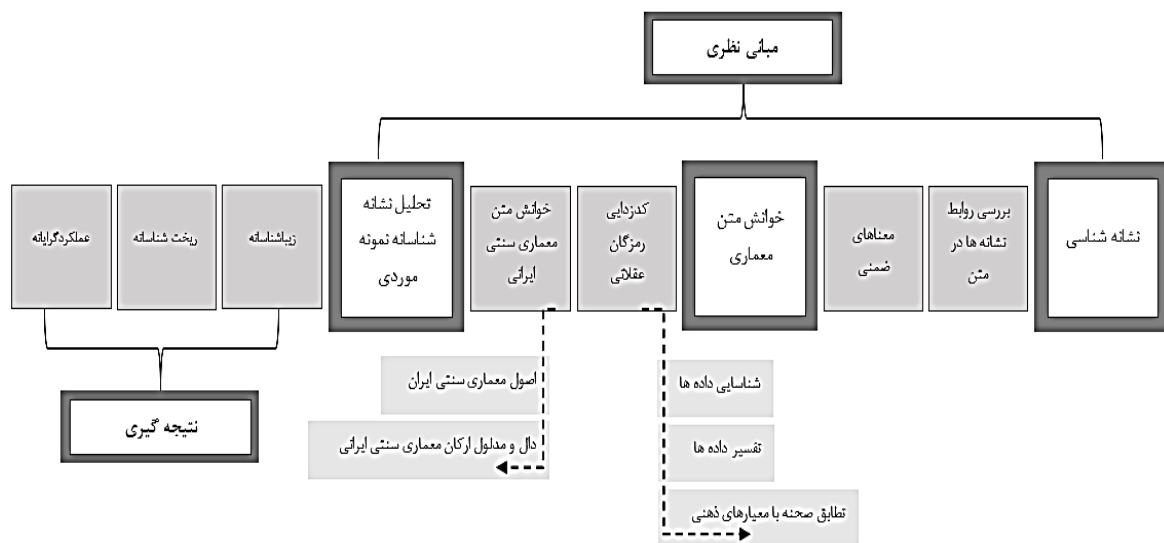 مبانی نظری
نشانه شناسی
بررسی روابط
نشانه ها در
متن
معناهای
ضمنی
خوانش متن
معماری
کدزدایی
رمزگان
عقلانی
خوانش متن
معماری سنتی
ایرانی
تحلیل نشانه
شناسانه نمونه
موردی
زیباشناسانه
ریخت شناسانه
عملکردگرایانه
شناسایی داده ها
تفسیر داده ها
تطابق صحنه با معیارهای ذهنی
اصول معماری سنتی ایران
دال و مدلول ارکان معماری سنتی ایرانی
نتیجه گیری